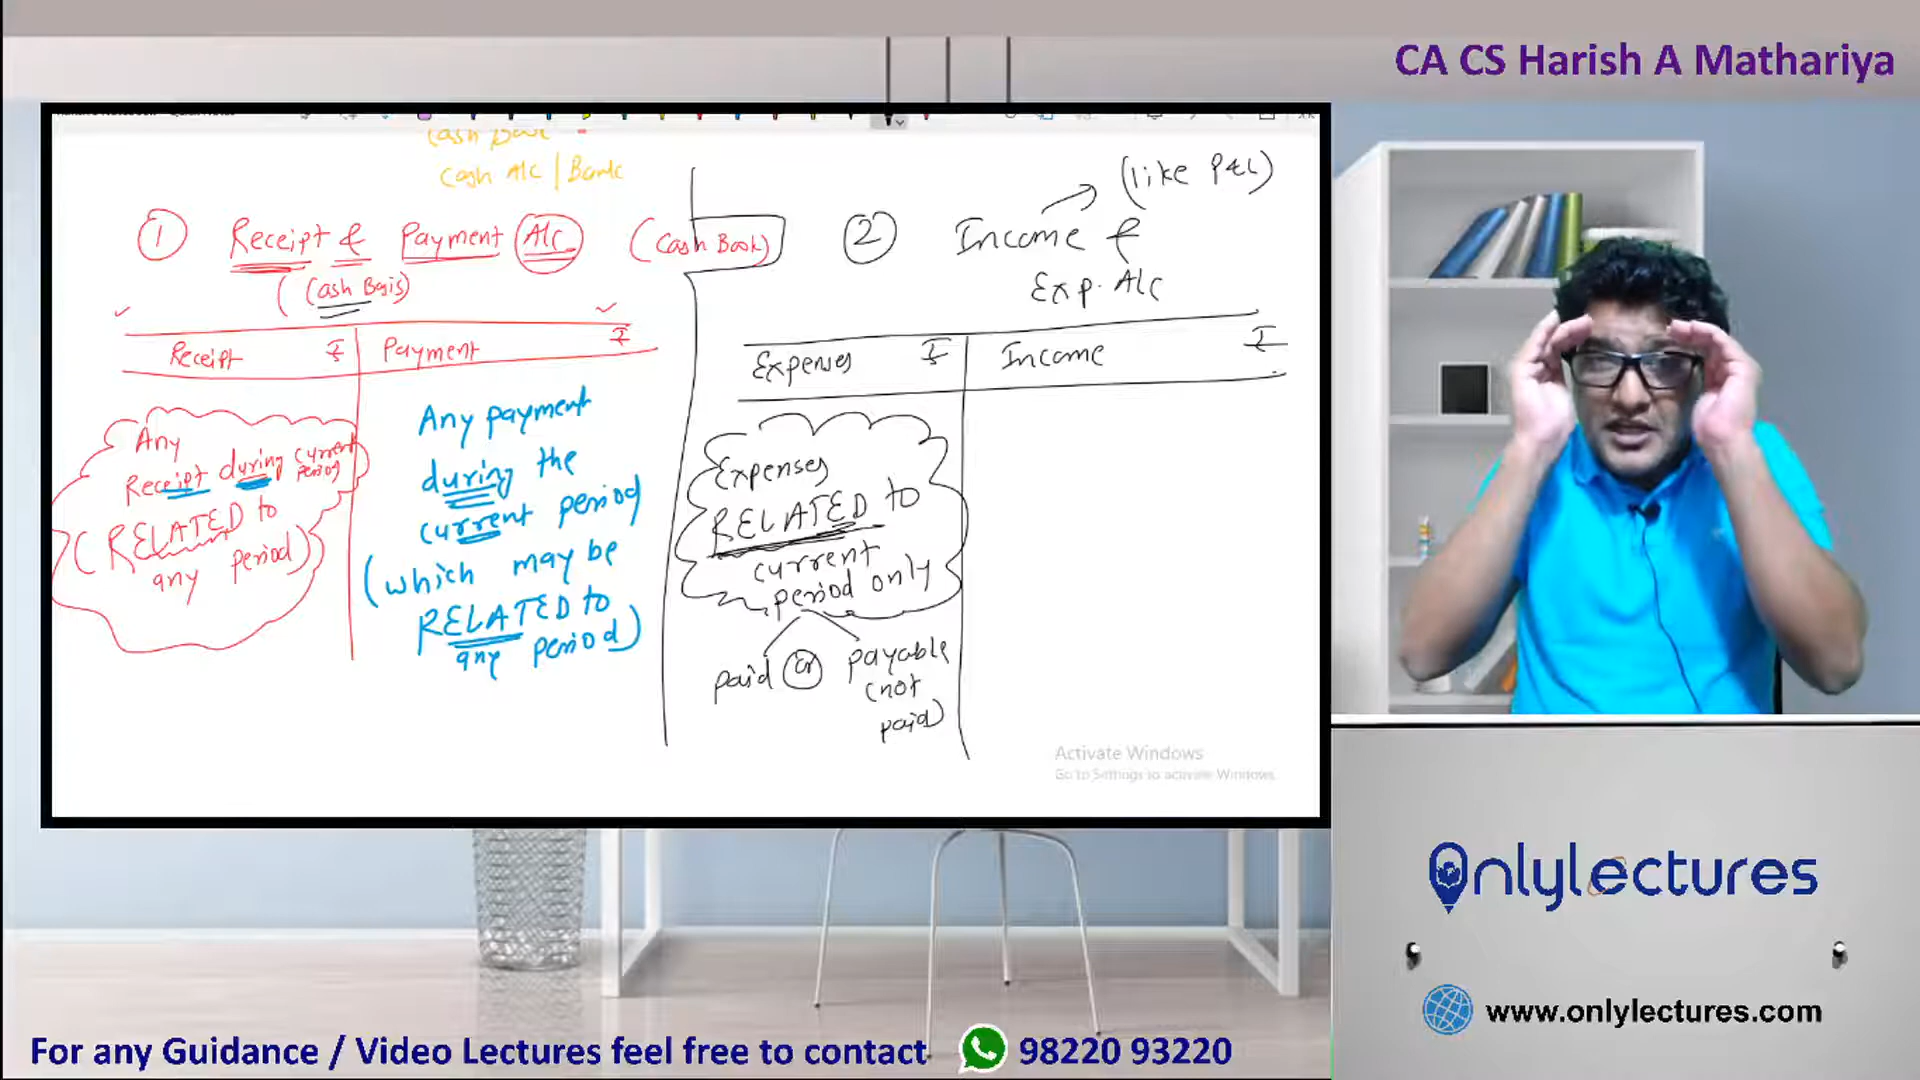 CA CS Harish A Mathariya
Cash Book
Cash A/c | Bank
(like P&L)
① Receipt & Payment A/c (Cash Book)
(Cash Basis)
② Income &
Exp. A/c
Receipt ₹ Payment ₹
Any
Receipt during current
period
(RELATED to
any period)
Any payment
during the
current period
(which may be
RELATED to
any period)
Expenses ₹ Income ₹
Expenses
RELATED to
current
period only
paid or payable
(not
paid)
Activate Windows
Go to Settings to activate Windows.
Onlylectures
www.onlylectures.com
For any Guidance / Video Lectures feel free to contact 98220 93220